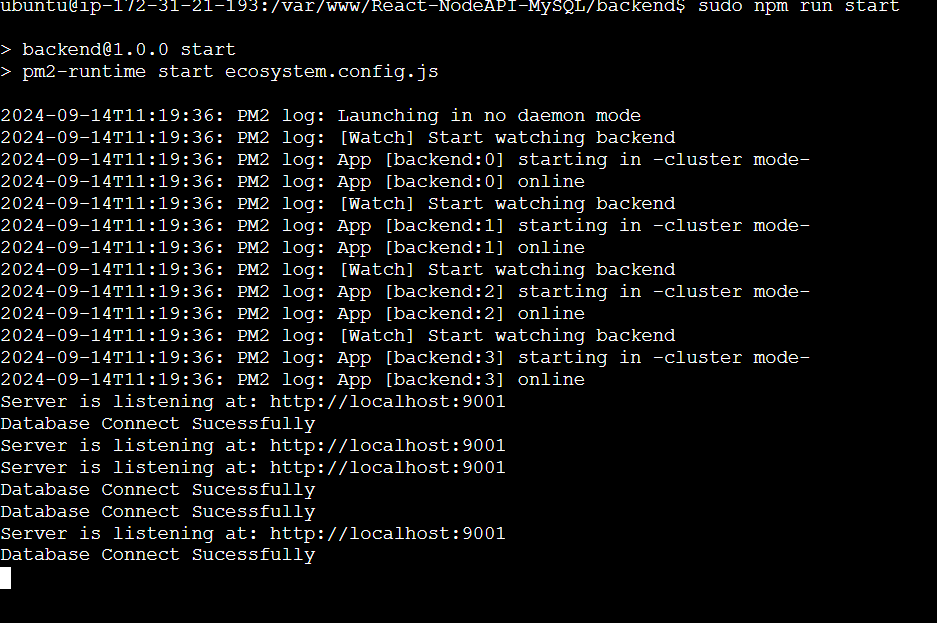 ubuntu@ip-172-31-21-193:/var/www/React-NodeAPI-MySQL/backend$ sudo npm run start
> backend@1.0.0 start
> pm2-runtime start ecosystem.config.js
2024-09-14T11:19:36: PM2 log: Launching in no daemon mode
2024-09-14T11:19:36: PM2 log: [Watch] Start watching backend
2024-09-14T11:19:36: PM2 log: App [backend:0] starting in -cluster mode-
2024-09-14T11:19:36: PM2 log: App [backend:0] online
2024-09-14T11:19:36: PM2 log: [Watch] Start watching backend
2024-09-14T11:19:36: PM2 log: App [backend:1] starting in -cluster mode-
2024-09-14T11:19:36: PM2 log: App [backend:1] online
2024-09-14T11:19:36: PM2 log: [Watch] Start watching backend
2024-09-14T11:19:36: PM2 log: App [backend:2] starting in -cluster mode-
2024-09-14T11:19:36: PM2 log: App [backend:2] online
2024-09-14T11:19:36: PM2 log: [Watch] Start watching backend
2024-09-14T11:19:36: PM2 log: App [backend:3] starting in -cluster mode-
2024-09-14T11:19:36: PM2 log: App [backend:3] online
Server is listening at: http://localhost:9001
Database Connect Sucessfully
Server is listening at: http://localhost:9001
Server is listening at: http://localhost:9001
Database Connect Sucessfully
Database Connect Sucessfully
Server is listening at: http://localhost:9001
Database Connect Sucessfully